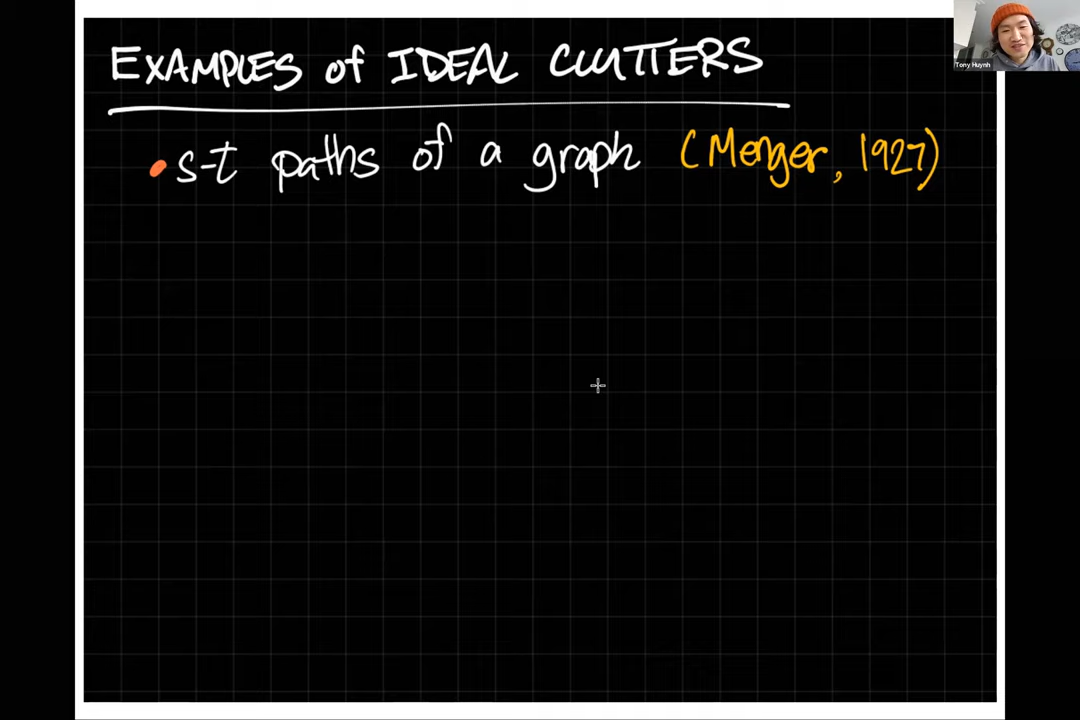 EXAMPLES of IDEAL CLUTTERS
• s-t paths of a graph (Menger, 1927)
Tony Huynh